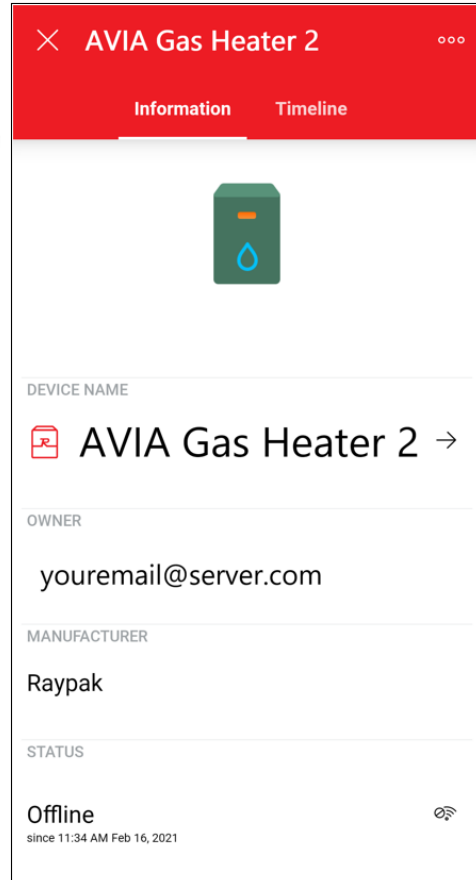 AVIA Gas Heater 2
Information Timeline
DEVICE NAME
AVIA Gas Heater 2
OWNER
youremail@server.com
MANUFACTURER
Raypak
STATUS
Offline
since 11:34 AM Feb 16, 2021